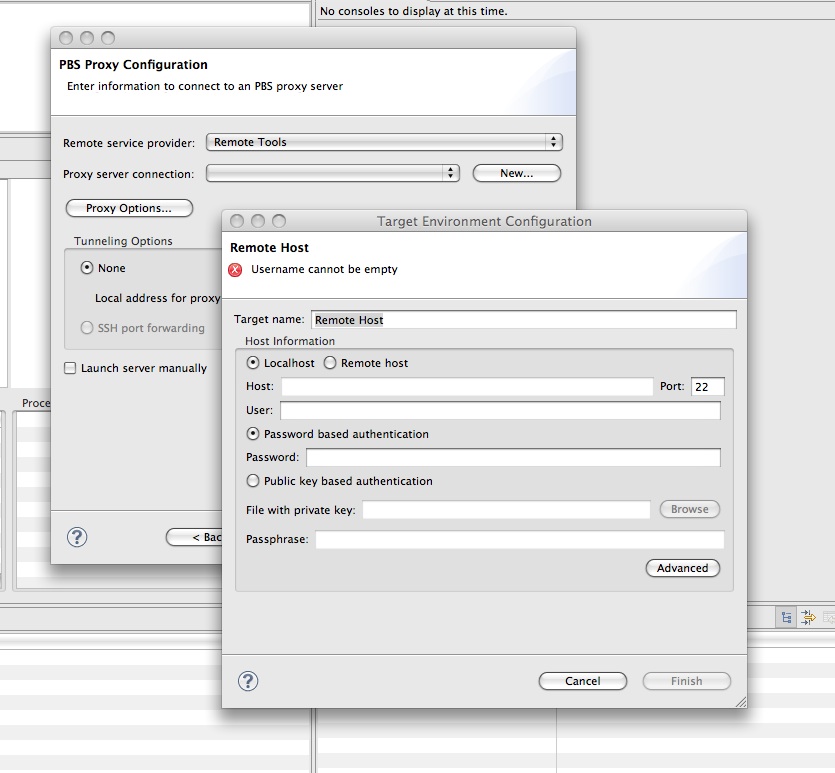 No consoles to display at this time.
PBS Proxy Configuration
Enter information to connect to an PBS proxy server
Remote service provider: Remote Tools
Proxy server connection: New...
Proxy Options...
Tunneling Options
None
Local address for proxy
SSH port forwarding
Launch server manually
Proce
? < Bac
Target Environment Configuration
Remote Host
Username cannot be empty
Target name: Remote Host
Host Information
Localhost Remote host
Host: Port: 22
User:
Password based authentication
Password:
Public key based authentication
File with private key: Browse
Passphrase:
Advanced
? Cancel Finish